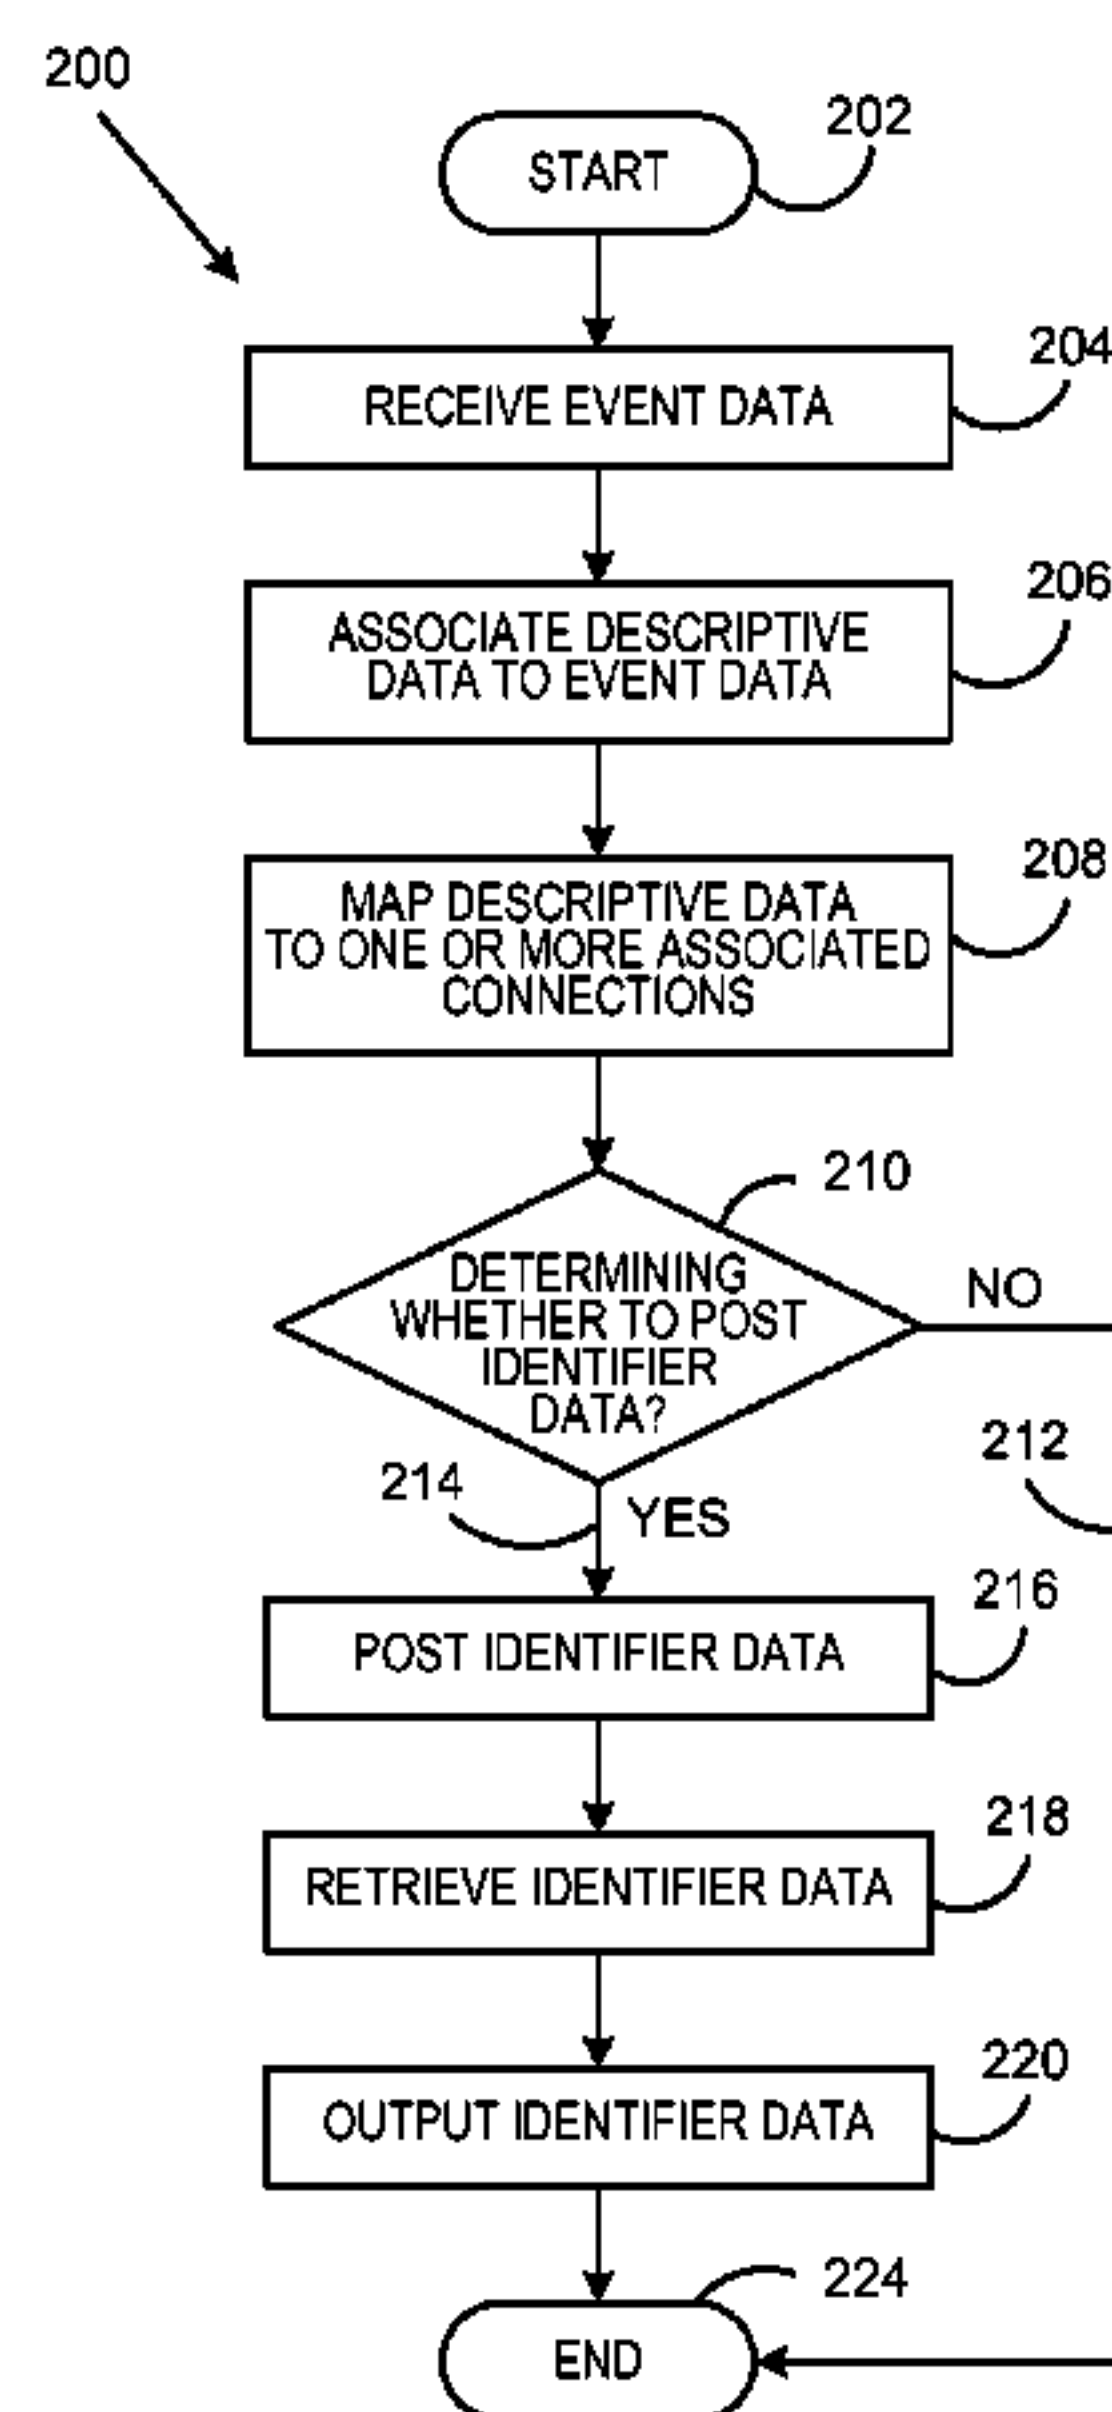 200
202
START
204
RECEIVE EVENT DATA
206
ASSOCIATE DESCRIPTIVE
DATA TO EVENT DATA
208
MAP DESCRIPTIVE DATA
TO ONE OR MORE ASSOCIATED
CONNECTIONS
210
DETERMINING
WHETHER TO POST
IDENTIFIER
DATA?
NO
212
214
YES
216
POST IDENTIFIER DATA
218
RETRIEVE IDENTIFIER DATA
220
OUTPUT IDENTIFIER DATA
224
END